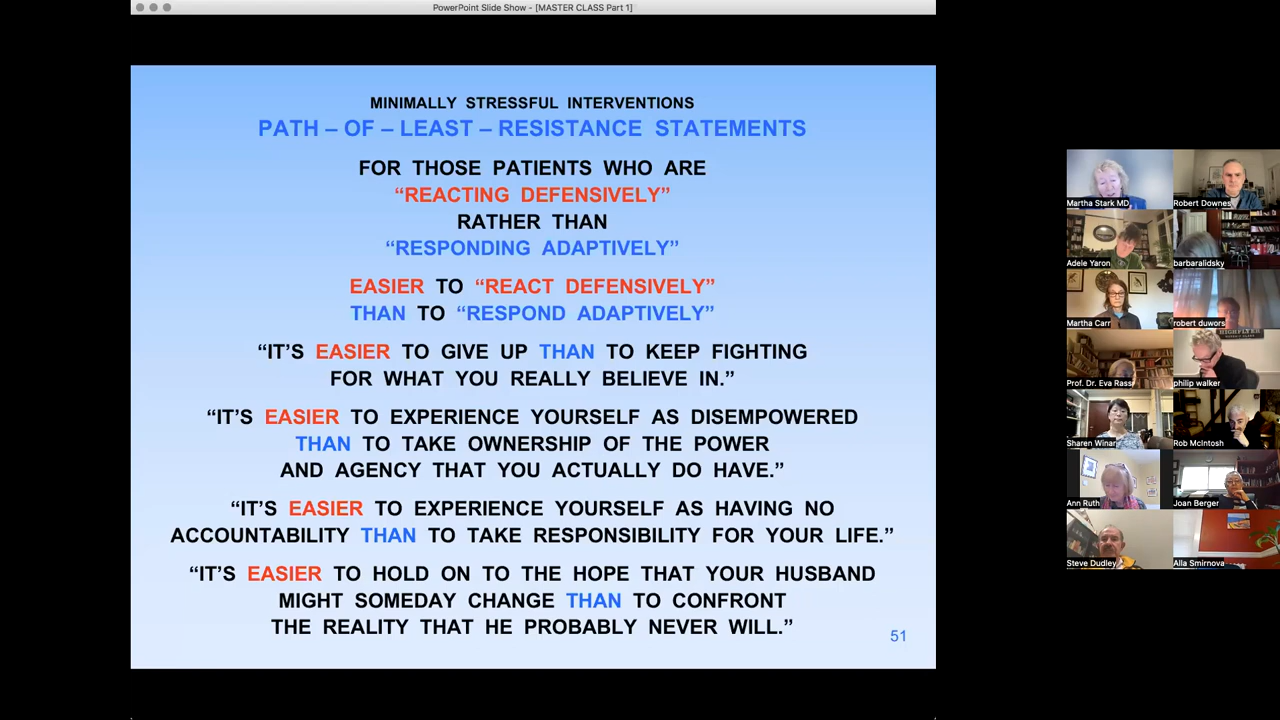 PowerPoint Slide Show - [MASTER CLASS Part 1]
MINIMALLY STRESSFUL INTERVENTIONS
PATH – OF – LEAST – RESISTANCE STATEMENTS
FOR THOSE PATIENTS WHO ARE
“REACTING DEFENSIVELY”
RATHER THAN
“RESPONDING ADAPTIVELY”
EASIER TO “REACT DEFENSIVELY”
THAN TO “RESPOND ADAPTIVELY”
“IT’S EASIER TO GIVE UP THAN TO KEEP FIGHTING
FOR WHAT YOU REALLY BELIEVE IN.”
“IT’S EASIER TO EXPERIENCE YOURSELF AS DISEMPOWERED
THAN TO TAKE OWNERSHIP OF THE POWER
AND AGENCY THAT YOU ACTUALLY DO HAVE.”
“IT’S EASIER TO EXPERIENCE YOURSELF AS HAVING NO
ACCOUNTABILITY THAN TO TAKE RESPONSIBILITY FOR YOUR LIFE.”
“IT’S EASIER TO HOLD ON TO THE HOPE THAT YOUR HUSBAND
MIGHT SOMEDAY CHANGE THAN TO CONFRONT
THE REALITY THAT HE PROBABLY NEVER WILL.”
51
Martha Stark MD
Robert Downes
Adele Yaron
barbaralidsky
Martha Carr
robert duwors
Prof. Dr. Eva Rass
philip walker
Sharen Winar
Rob McIntosh
Ann Ruth
Joan Berger
Steve Dudley
Alla Smirnova